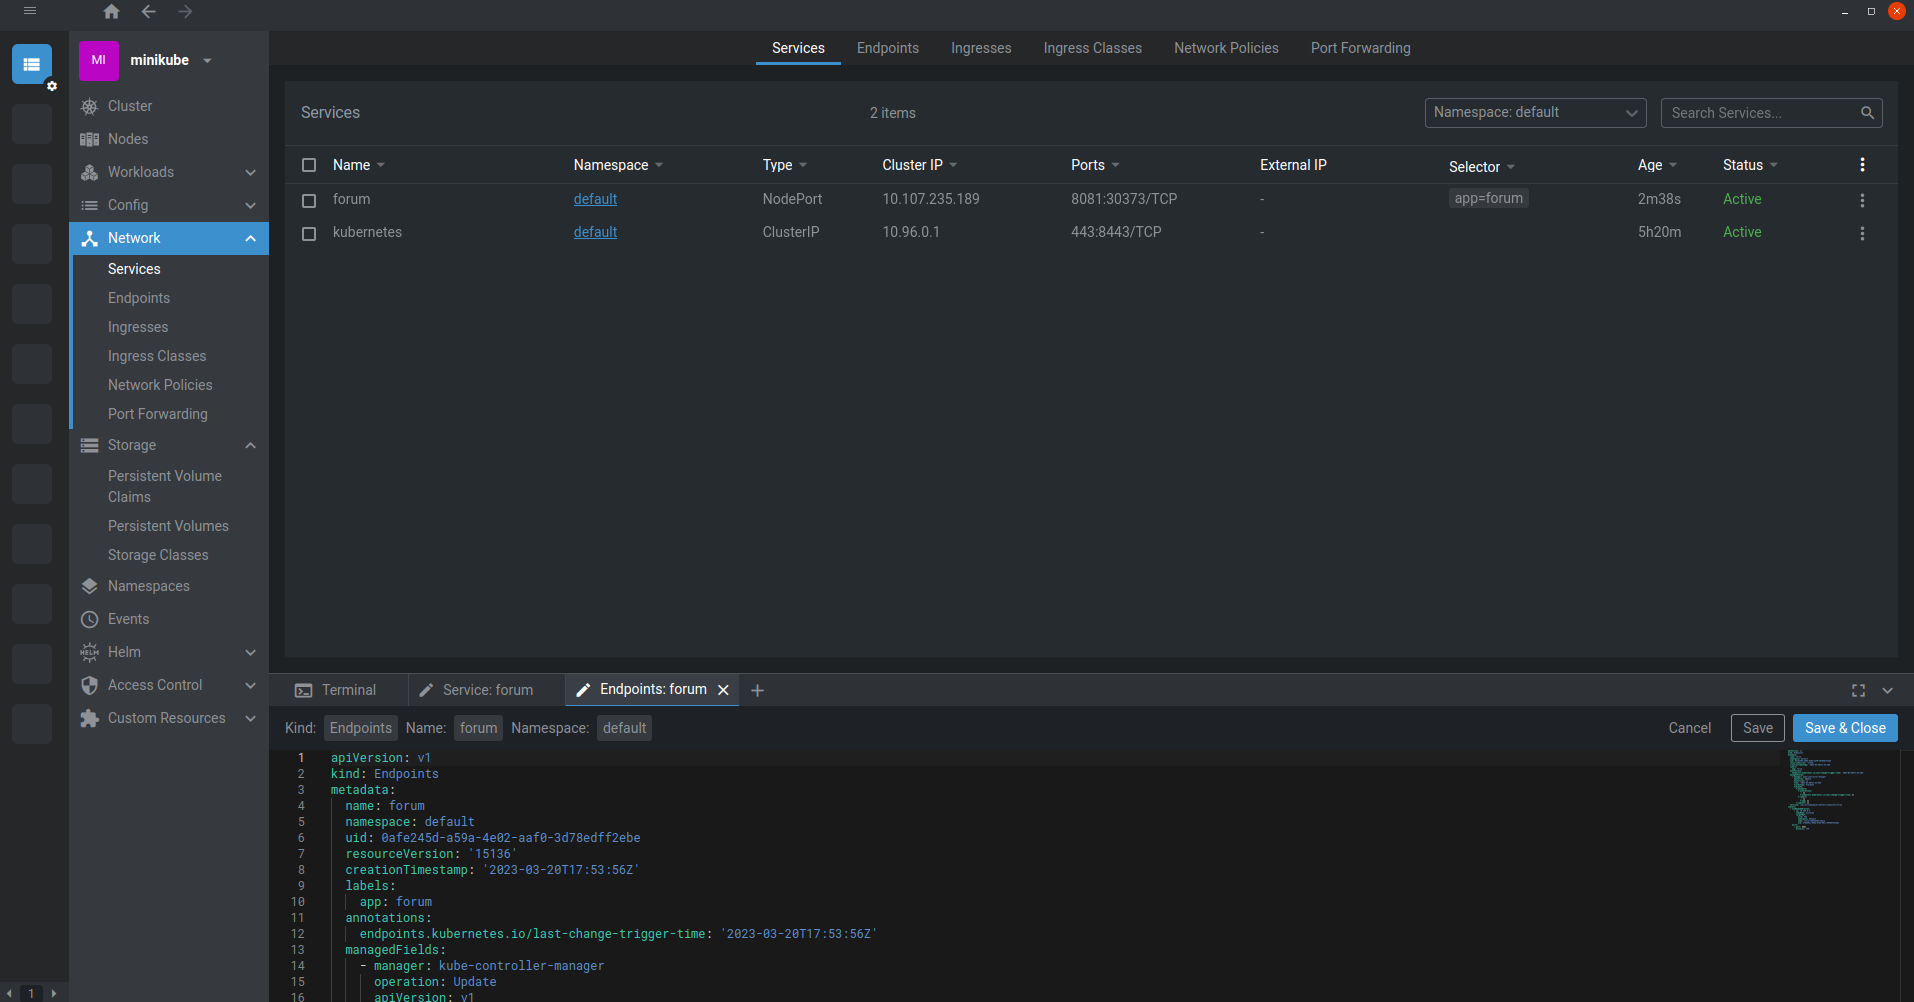 MI
minikube
Cluster
Nodes
Workloads
Config
Network
Services
Endpoints
Ingresses
Ingress Classes
Network Policies
Port Forwarding
Storage
Persistent Volume
Claims
Persistent Volumes
Storage Classes
Namespaces
Events
HELM Helm
Access Control
Custom Resources
1
Services Endpoints Ingresses Ingress Classes Network Policies Port Forwarding
Services 2 items Namespace: default Search Services...
Name Namespace Type Cluster IP Ports External IP Selector Age Status
forum default NodePort 10.107.235.189 8081:30373/TCP - app=forum 2m38s Active
kubernetes default ClusterIP 10.96.0.1 443:8443/TCP - 5h20m Active
Terminal Service: forum Endpoints: forum
Kind: Endpoints Name: forum Namespace: default Cancel Save Save & Close
1 apiVersion: v1
2 kind: Endpoints
3 metadata:
4 name: forum
5 namespace: default
6 uid: 0afe245d-a59a-4e02-aaf0-3d78edff2ebe
7 resourceVersion: '15136'
8 creationTimestamp: '2023-03-20T17:53:56Z'
9 labels:
10 app: forum
11 annotations:
12 endpoints.kubernetes.io/last-change-trigger-time: '2023-03-20T17:53:56Z'
13 managedFields:
14 - manager: kube-controller-manager
15 operation: Update
16 apiVersion: v1